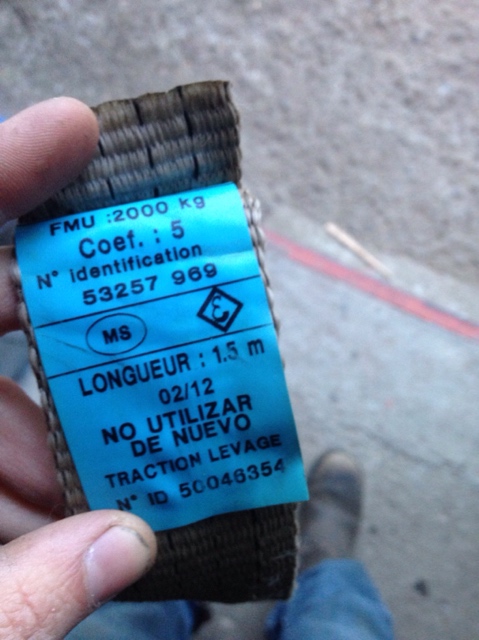 FMU :2000 kg
Coef. : 5
N° Identification
53257 969
MS
LONGUEUR : 1.5 m
02/12
NO UTILIZAR
DE NUEVO
TRACTION LEVAGE
N° ID 50046354